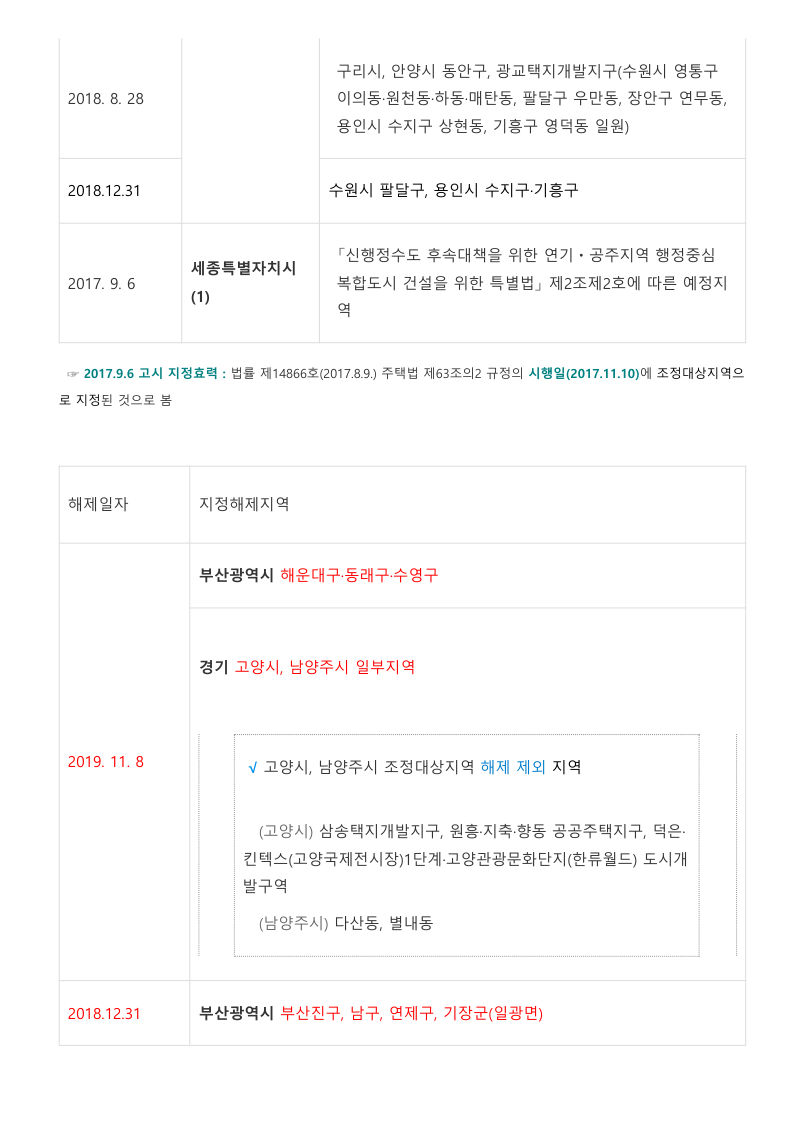 구리시, 안양시 동안구, 광교택지개발지구(수원시 영통구
2018. 8. 28
이의동·원천동·하동·매탄동, 팔달구 우만동, 장안구 연무동,
용인시 수지구 상현동, 기흥구 영덕동 일원)
2018.12.31
수원시 팔달구, 용인시 수지구·기흥구
2017. 9. 6
세종특별자치시
(1)
「신행정수도 후속대책을 위한 연기・공주지역 행정중심
복합도시 건설을 위한 특별법」 제2조제2호에 따른 예정지
역
☞ 2017.9.6 고시 지정효력 : 법률 제14866호(2017.8.9.) 주택법 제63조의2 규정의 시행일(2017.11.10)에 조정대상지역으
로 지정된 것으로 봄
해제일자
지정해제지역
2019. 11. 8
부산광역시 해운대구·동래구·수영구
경기 고양시, 남양주시 일부지역
√ 고양시, 남양주시 조정대상지역 해제 제외 지역
(고양시) 삼송택지개발지구, 원흥·지축·향동 공공주택지구, 덕은·
킨텍스(고양국제전시장)1단계·고양관광문화단지(한류월드) 도시개
발구역
(남양주시) 다산동, 별내동
2018.12.31
부산광역시 부산진구, 남구, 연제구, 기장군(일광면)